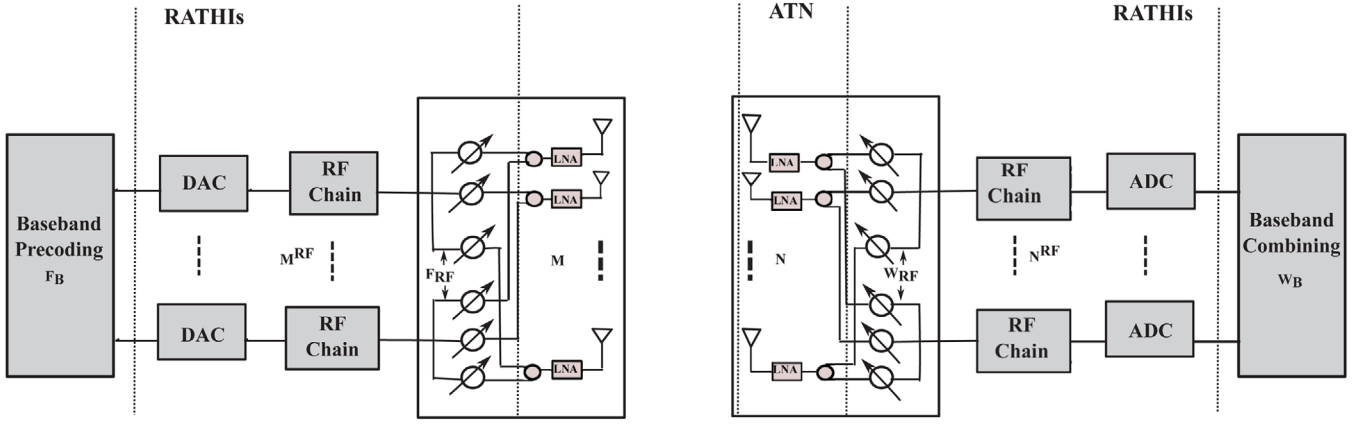 RATHIs
ATN
RATHIs
Baseband
Precoding
FB
DAC
RF
Chain
MRF
DAC
RF
Chain
FRF
LNA
LNA
M
LNA
LNA
LNA
N
LNA
WRF
RF
Chain
ADC
NRF
RF
Chain
ADC
Baseband
Combining
WB